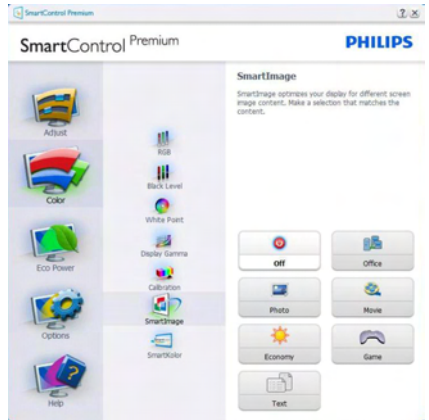 SmartControl Premium
SmartControl Premium
PHILIPS
Adjust
Color
Eco Power
Options
Help
RGB
Black Level
White Point
Display Gamma
Calibration
SmartImage
SmartKolor
SmartImage
SmartImage optimizes your display for different screen
image content. Make a selection that matches the
content.
Off
Office
Photo
Movie
Economy
Game
Text